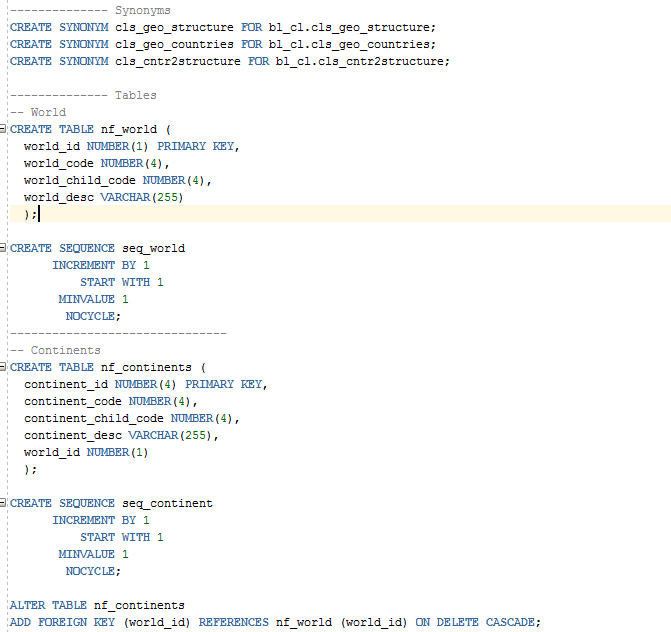 -------------- Synonyms
CREATE SYNONYM cls_geo_structure FOR bl_cl.cls_geo_structure;
CREATE SYNONYM cls_geo_countries FOR bl_cl.cls_geo_countries;
CREATE SYNONYM cls_cntr2structure FOR bl_cl.cls_cntr2structure;
-------------- Tables
-- World
CREATE TABLE nf_world (
world_id NUMBER(1) PRIMARY KEY,
world_code NUMBER(4),
world_child_code NUMBER(4),
world_desc VARCHAR(255)
);
CREATE SEQUENCE seq_world
INCREMENT BY 1
START WITH 1
MINVALUE 1
NOCYCLE;
-------------------------------
-- Continents
CREATE TABLE nf_continents (
continent_id NUMBER(4) PRIMARY KEY,
continent_code NUMBER(4),
continent_child_code NUMBER(4),
continent_desc VARCHAR(255),
world_id NUMBER(1)
);
CREATE SEQUENCE seq_continent
INCREMENT BY 1
START WITH 1
MINVALUE 1
NOCYCLE;
ALTER TABLE nf_continents
ADD FOREIGN KEY (world_id) REFERENCES nf_world (world_id) ON DELETE CASCADE;